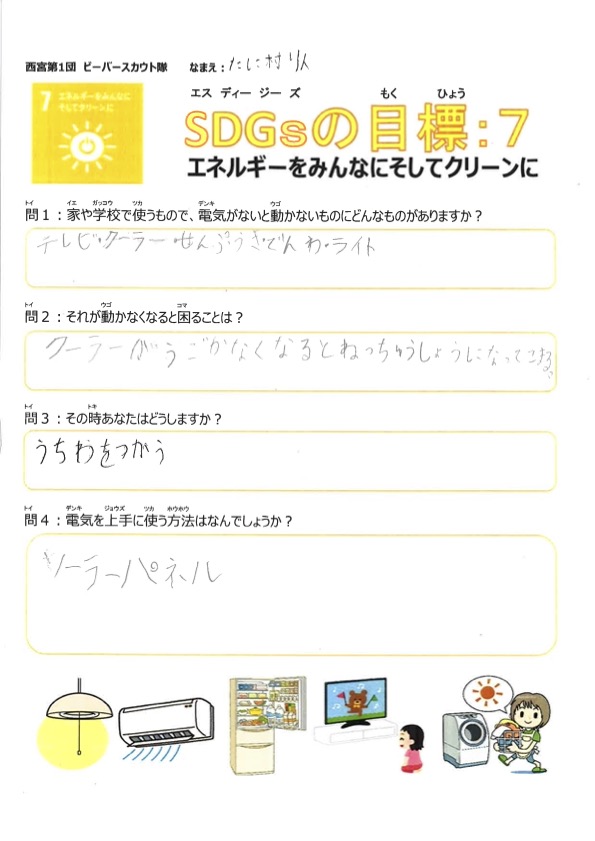 西宮第1団 ビーバースカウト隊 なまえ：たに村
7 エネルギーをみんなに
そしてクリーンに
エス ディー ジー ズ もく ひょう
SDGsの目標：7
エネルギーをみんなにそしてクリーンに
トイ イエ ガッコウ ツカ デンキ ウゴ
問1：家や学校で使うもので、電気がないと動かないものにどんなものがありますか？
テレビ・クーラー せんぷうきでんわ・ライト
トイ ウゴ コマ
問2：それが動かなくなると困ることは？
クーラーがうごかなくなるとねっちゅうしょうになってこまる。
トイ トキ
問3：その時あなたはどうしますか？
うちわをつかう
トイ デンキ ジョウズ ツカ ホウホウ
問4：電気を上手に使う方法はなんでしょうか？
ソーラーパネル